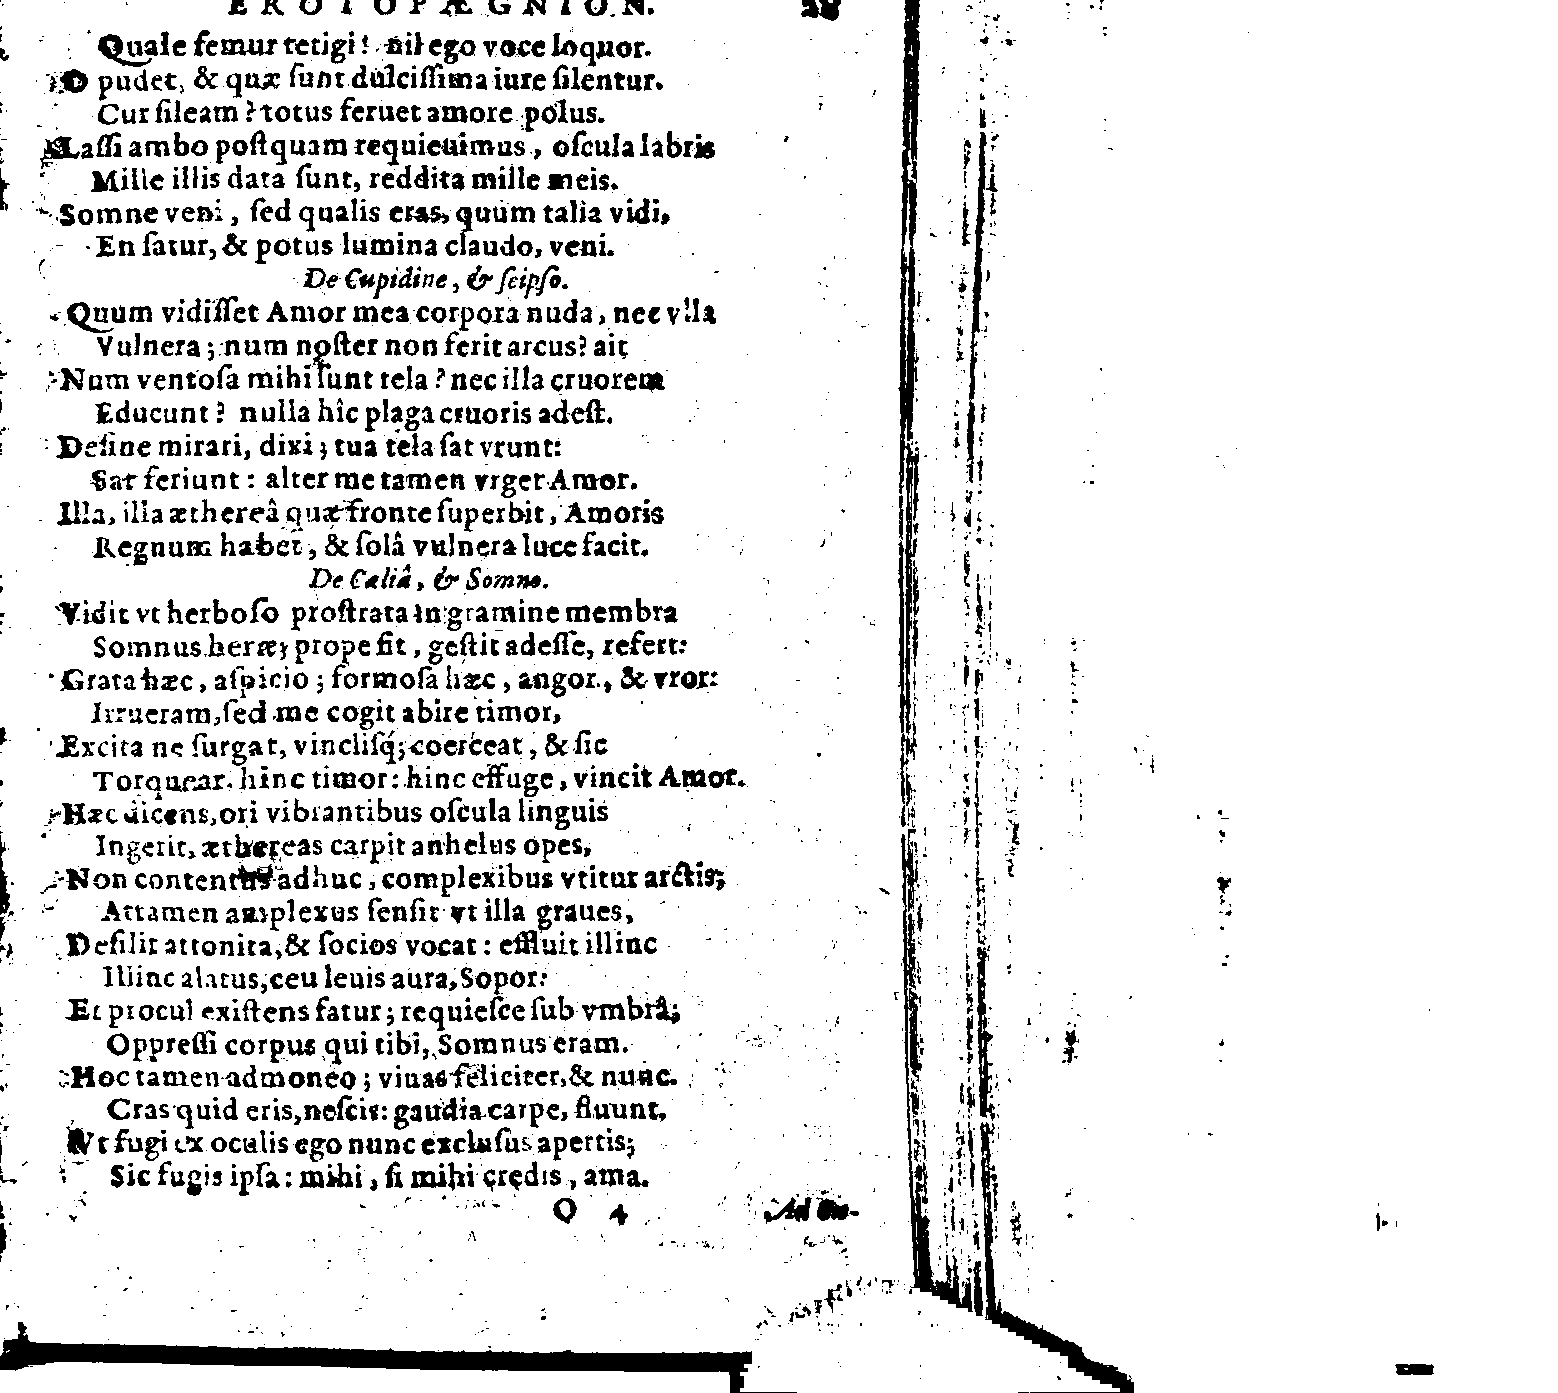 EROTOPÆGNION.
Quale femur tetigi! nil ego voce loquor.
O pudet, & quæ ſunt dulciſſima iure ſilentur.
Cur ſileam? totus feruet amore polus.
Laſſi ambo poſtquam requieuimus, oſcula labris
Mille illis data ſunt, reddita mille meis.
Somne veni, ſed qualis eras, quum talia vidi,
En ſatur, & potus lumina claudo, veni.
De Cupidine, & ſeipſo.
Quum vidiſſet Amor mea corpora nuda, nec vlla
Vulnera; num noſter non ferit arcus? ait
Num ventoſa mihi ſunt tela? nec illa cruorem
Educunt? nulla hîc plaga cruoris adeſt.
Deſine mirari, dixi; tua tela ſat vrunt:
Sat feriunt: alter me tamen vrget Amor.
Illa, illa æthereâ quæ fronte ſuperbit, Amoris
Regnum habet, & ſolâ vulnera luce facit.
De Cæliâ, & Somno.
Vidit vt herboſo proſtrata in gramine membra
Somnus heræ; prope fit, geſtit adeſſe, refert:
Grata hæc, aſpicio; formoſa hæc, angor, & vror:
Irrueram, ſed me cogit abire timor,
Excita ne ſurgat, vincliſq́; coerceat, & ſic
Torquear. hinc timor: hinc effuge, vincit Amor.
Hæc dicens, ori vibrantibus oſcula linguis
Ingerit, æthereas carpit anhelus opes,
Non contentus adhuc, complexibus vtitur arctis;
Attamen amplexus ſenſit vt illa graues,
Deſilit attonita, & ſocios vocat: effluit illinc
Illinc alatus, ceu leuis aura, Sopor:
Et procul exiſtens fatur; requieſce ſub vmbrâ;
Oppreſſi corpus qui tibi, Somnus eram.
Hoc tamen admoneo; viuas feliciter, & nunc.
Cras quid eris, neſcis: gaudia carpe, fluunt.
Vt fugi ex oculis ego nunc excluſus apertis;
Sic fugis ipſa: mihi, ſi mihi credis, ama.
O 4